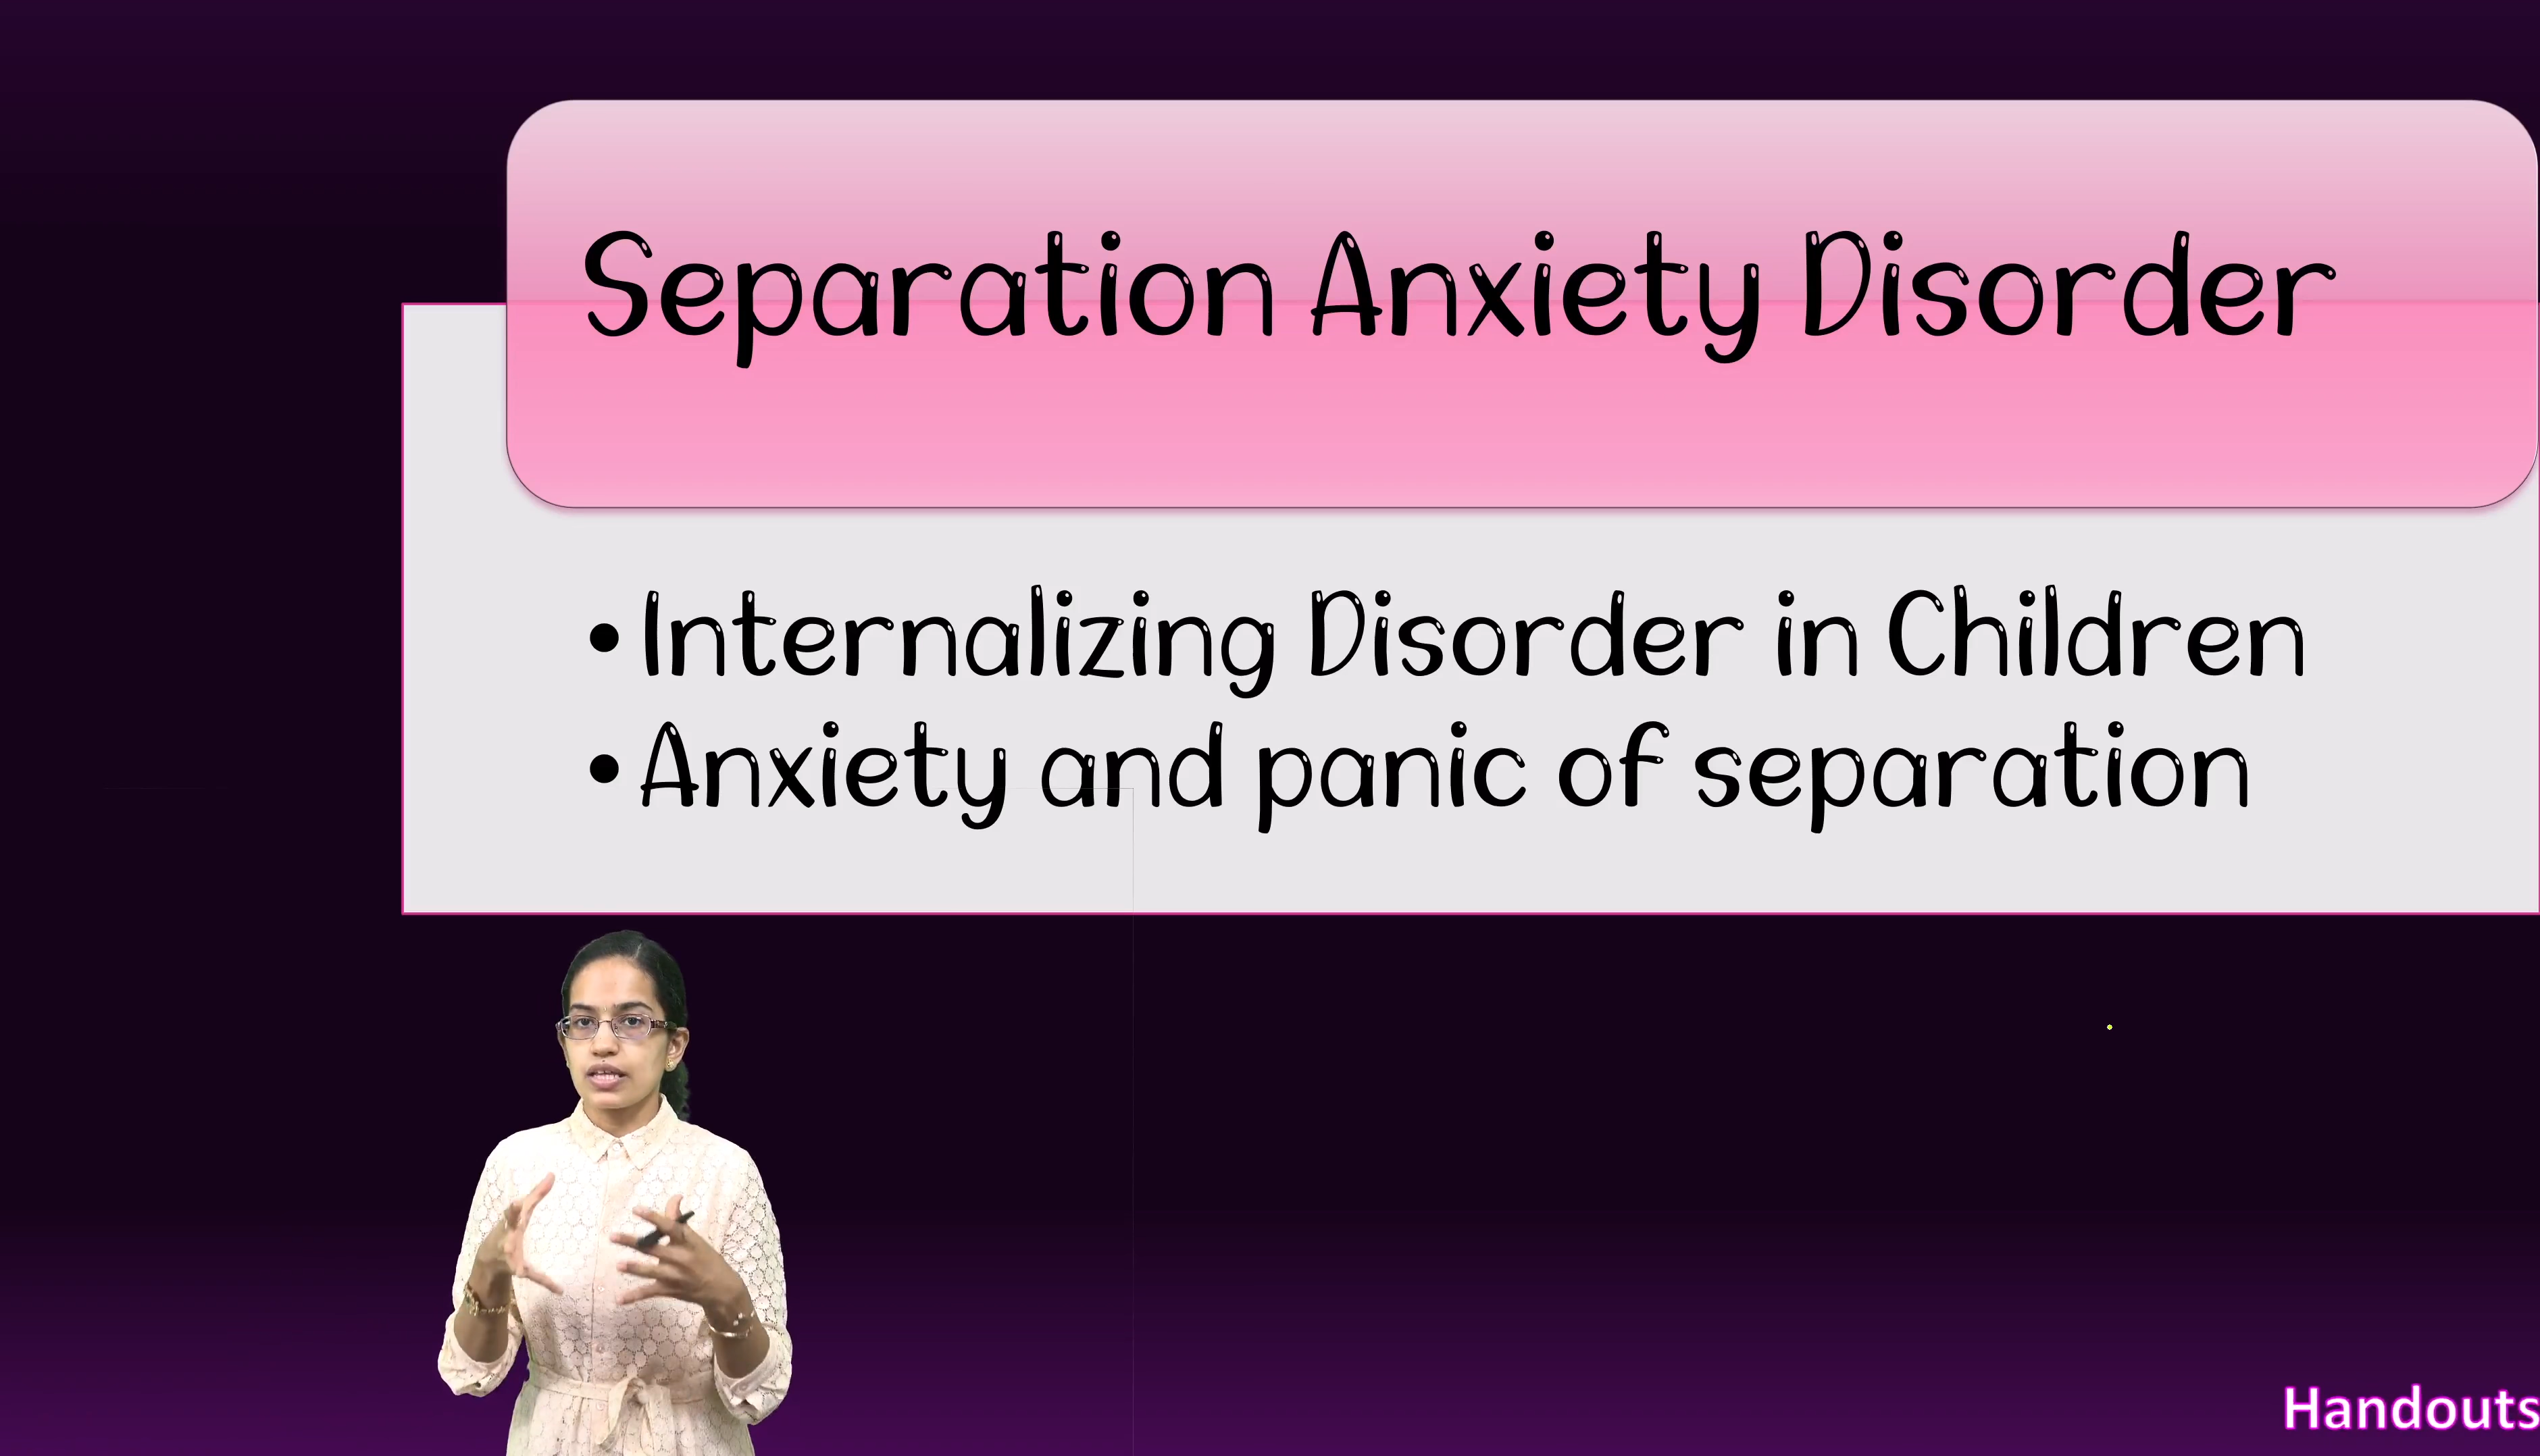 Separation Anxiety Disorder
• Internalizing Disorder in Children
• Anxiety and panic of separation
Handouts